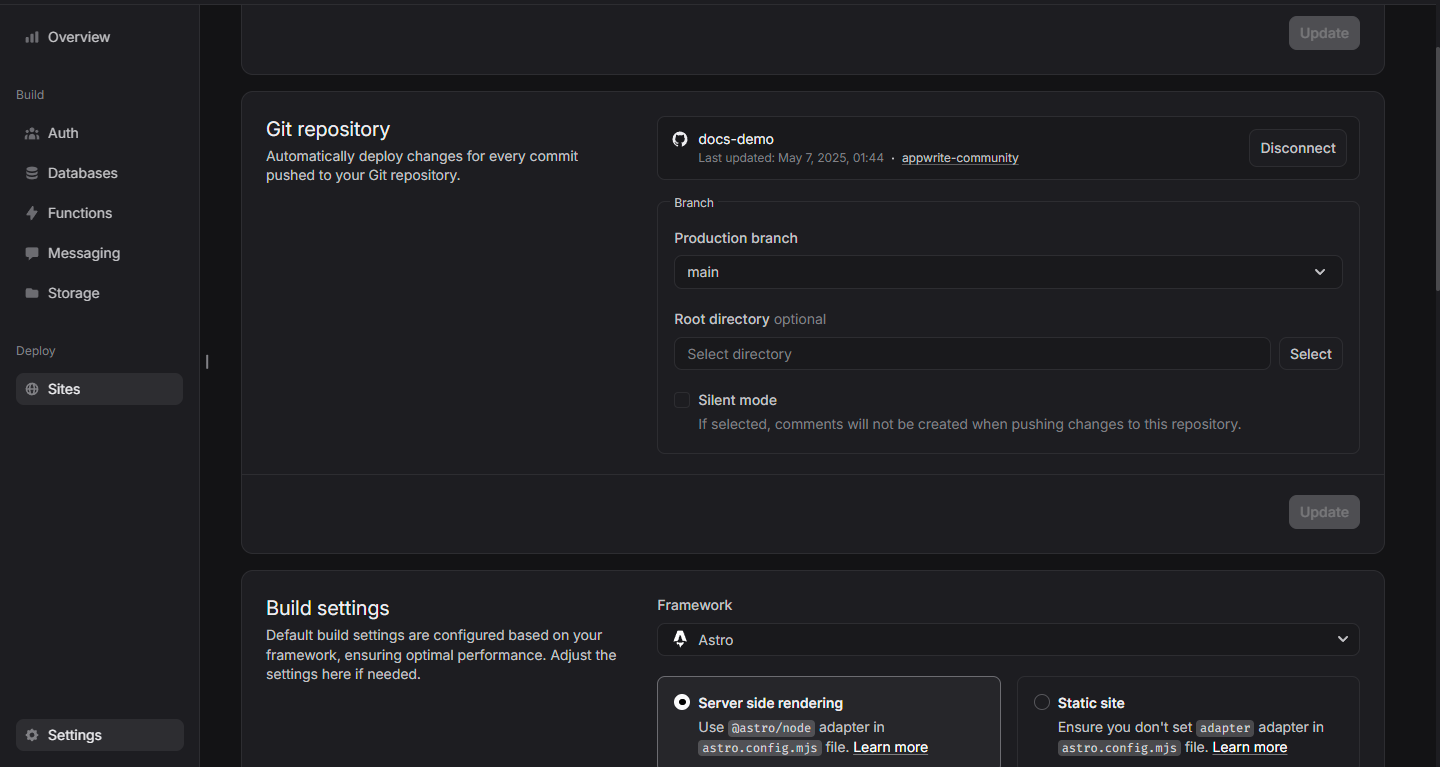 Overview
Build
Auth
Databases
Functions
Messaging
Storage
Deploy
Sites
Settings
Update
Git repository
Automatically deploy changes for every commit
pushed to your Git repository.
docs-demo
Last updated: May 7, 2025, 01:44 · appwrite-community
Disconnect
Branch
Production branch
main
Root directory optional
Select directory
Select
Silent mode
If selected, comments will not be created when pushing changes to this repository.
Update
Build settings
Default build settings are configured based on your
framework, ensuring optimal performance. Adjust the
settings here if needed.
Framework
Astro
Server side rendering
Use @astro/node adapter in
astro.config.mjs file. Learn more
Static site
Ensure you don't set adapter adapter in
astro.config.mjs file. Learn more